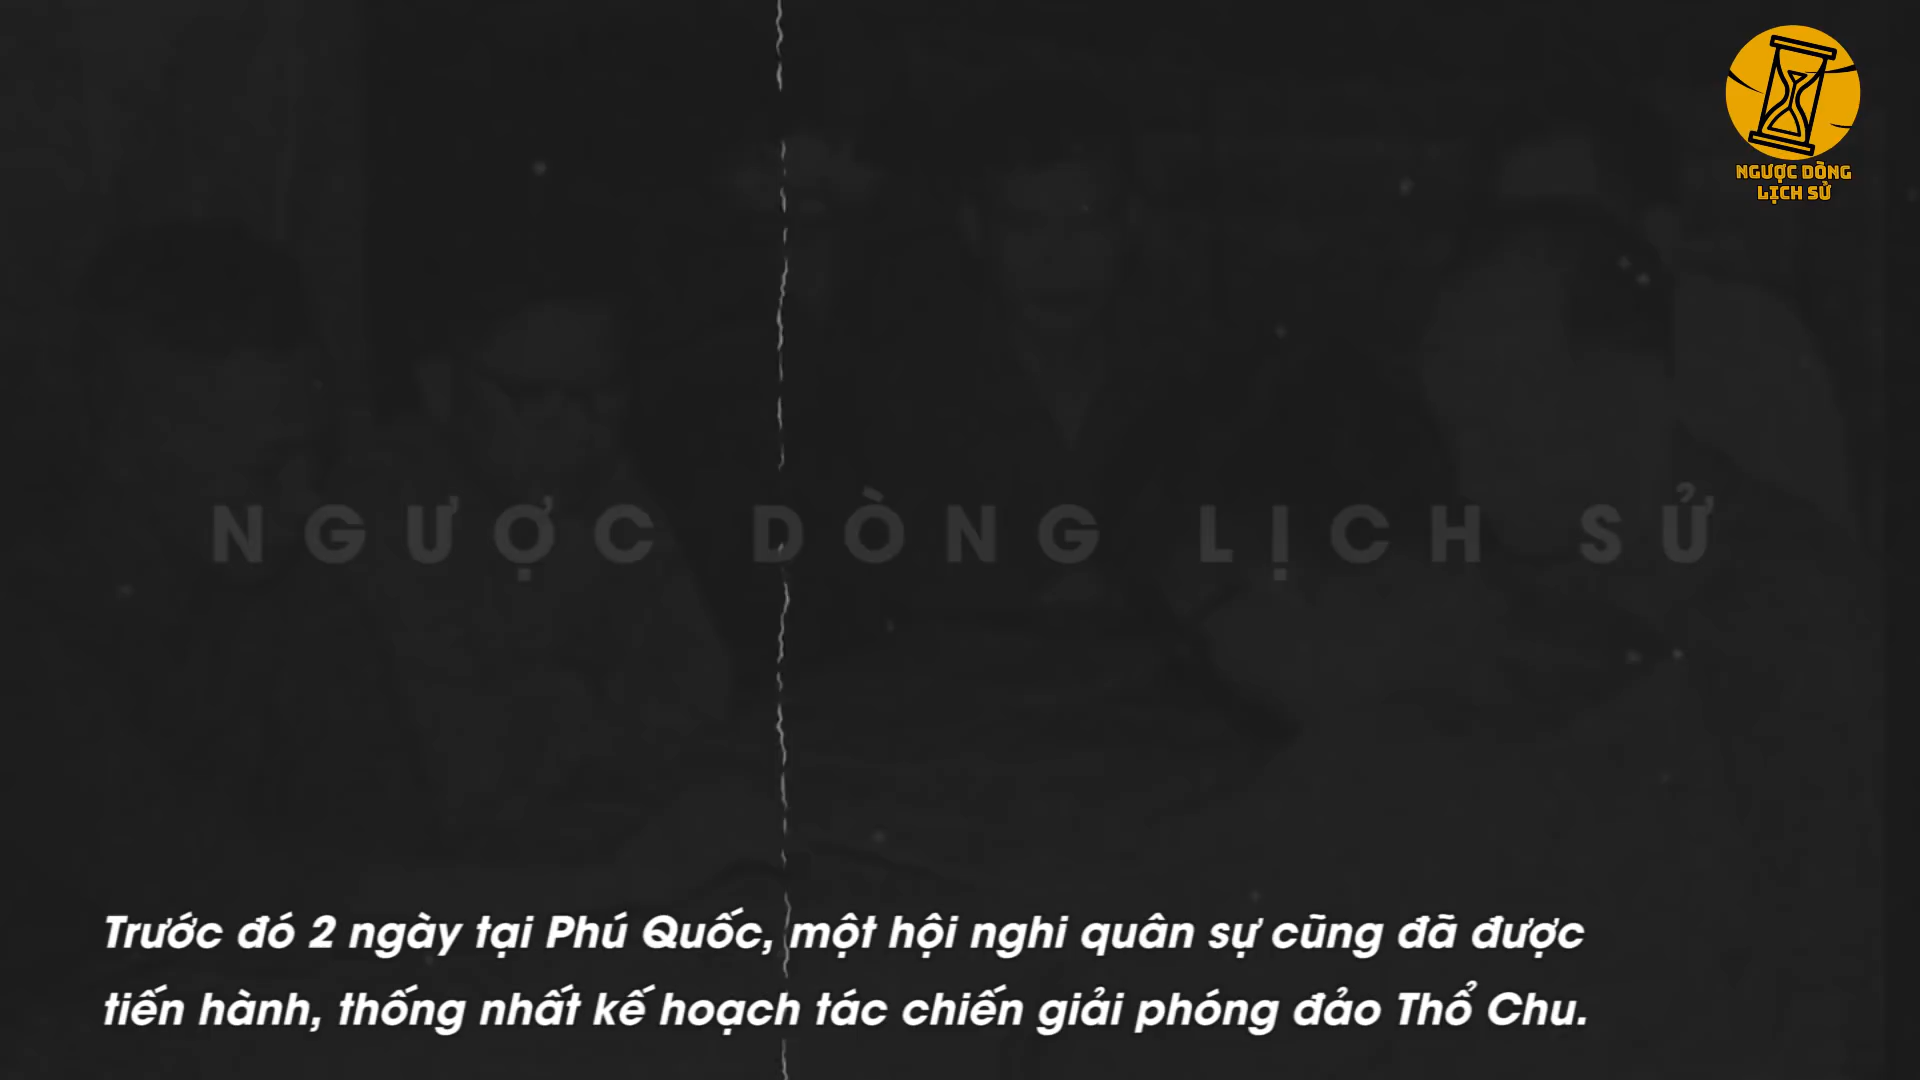 NGƯỢC DÒNG
LỊCH SỬ
NGƯỢC DÒNG LỊCH SỬ
Trước đó 2 ngày tại Phú Quốc, một hội nghi quân sự cũng đã được
tiến hành, thống nhất kế hoạch tác chiến giải phóng đảo Thổ Chu.